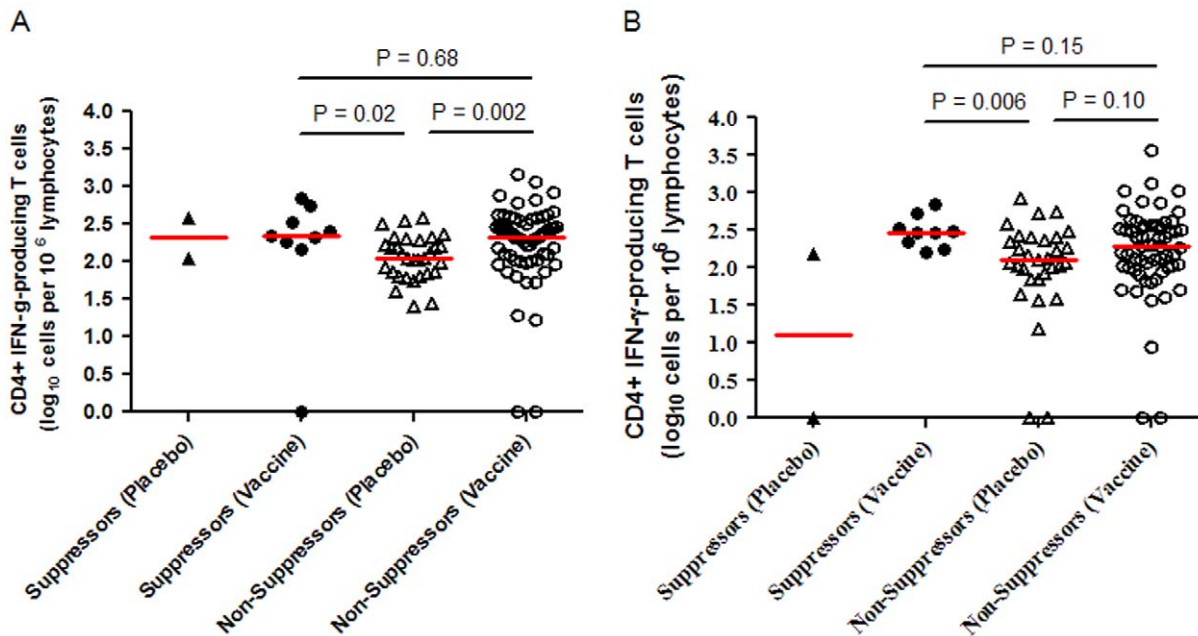 A
P = 0.68
P = 0.02
P = 0.002
CD4+ IFN-g-producing T cells
(log₁₀ cells per 10⁶ lymphocytes)
4.0
3.5
3.0
2.5
2.0
1.5
1.0
0.5
0.0
Suppressors (Placebo)
Suppressors (Vaccine)
Non-Suppressors (Placebo)
Non-Suppressors (Vaccine)
B
P = 0.15
P = 0.006
P = 0.10
CD4+ IFN-γ-producing T cells
(log₁₀ cells per 10⁶ lymphocytes)
4.0
3.5
3.0
2.5
2.0
1.5
1.0
0.5
0.0
Suppressors (Placebo)
Suppressors (Vaccine)
Non-Suppressors (Placebo)
Non-Suppressors (Vaccine)